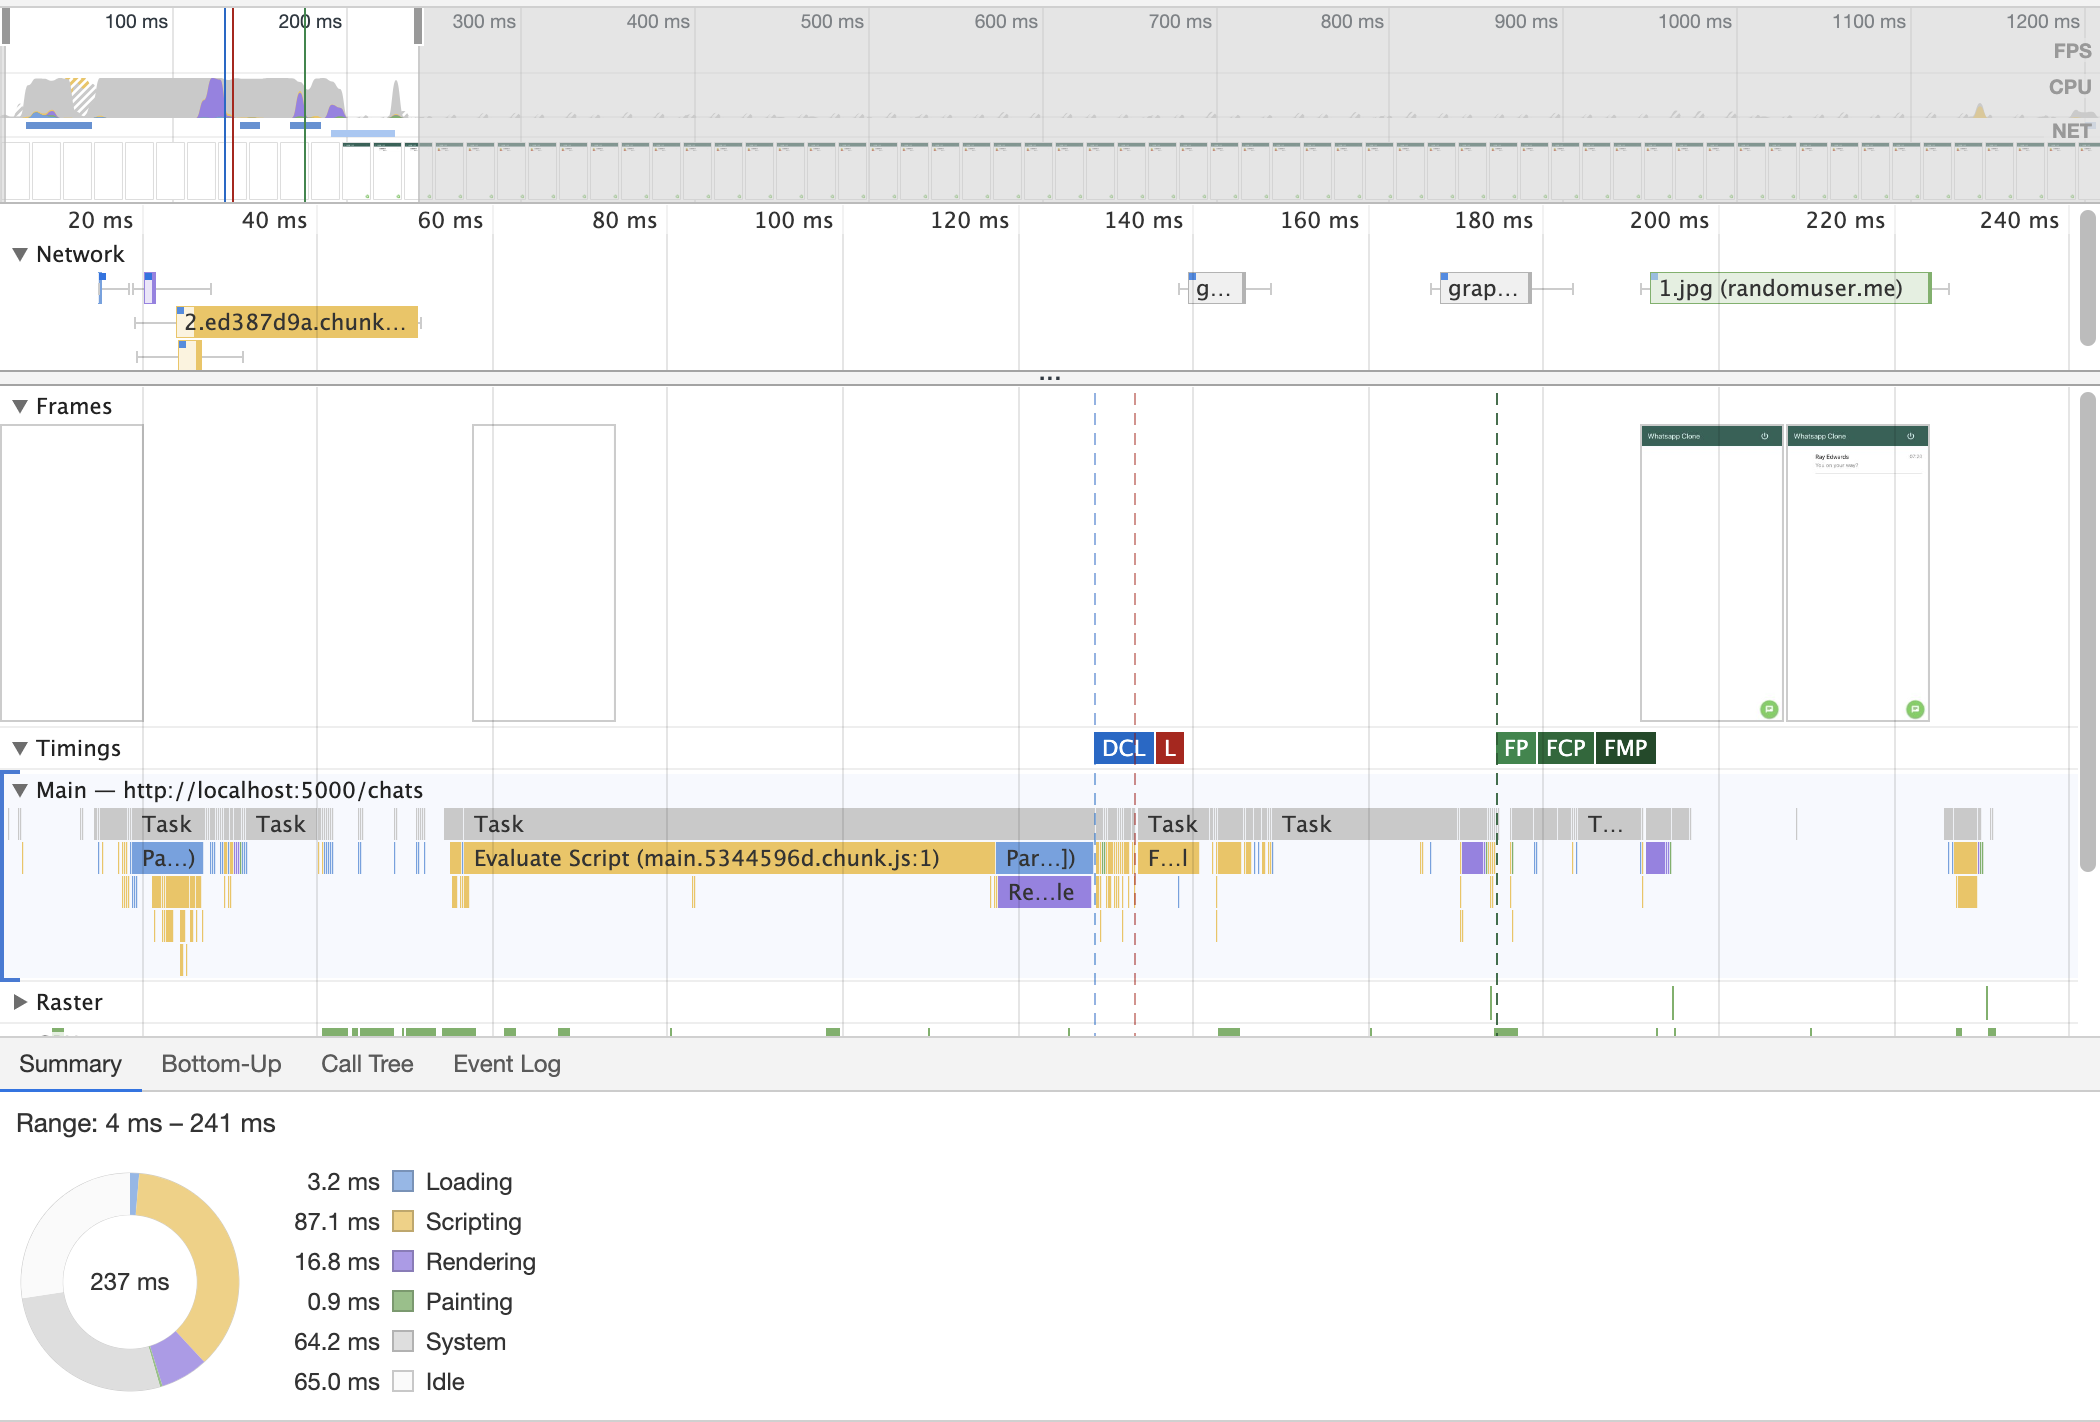 100 ms 200 ms 300 ms 400 ms 500 ms 600 ms 700 ms 800 ms 900 ms 1000 ms 1100 ms 1200 ms
FPS
CPU
NET
20 ms 40 ms 60 ms 80 ms 100 ms 120 ms 140 ms 160 ms 180 ms 200 ms 220 ms 240 ms
Network
g... grap... 1.jpg (randomuser.me)
2.ed387d9a.chunk...
...
Frames
Whatsapp Clone Whatsapp Clone
Ray Edwards 07:20
You on your way?
Timings DCL L FP FCP FMP
Main — http://localhost:5000/chats
Task Task Task Task Task T...
Pa...) Evaluate Script (main.5344596d.chunk.js:1) Par...]) F...l
Re...le
Raster
Summary Bottom-Up Call Tree Event Log
Range: 4 ms – 241 ms
3.2 ms Loading
87.1 ms Scripting
237 ms 16.8 ms Rendering
0.9 ms Painting
64.2 ms System
65.0 ms Idle